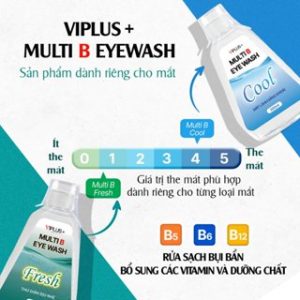 VIPLUS +
MULTI B EYEWASH
Sản phẩm dành riêng cho mắt
VIPLUS+
MULTI B
EYE WASH
Cool
Multi B
Cool
Ít
the
mát
0 1 2 3 4 5
The
mát
Multi B
Fresh
Giá trị the mát phù hợp
dành riêng cho từng loại mắt
VIPLUS+
MULTI B
EYE WASH
Fresh
B5 B6 B12
RỬA SẠCH BỤI BẨN
BỔ SUNG CÁC VITAMIN VÀ DƯỠNG CHẤT